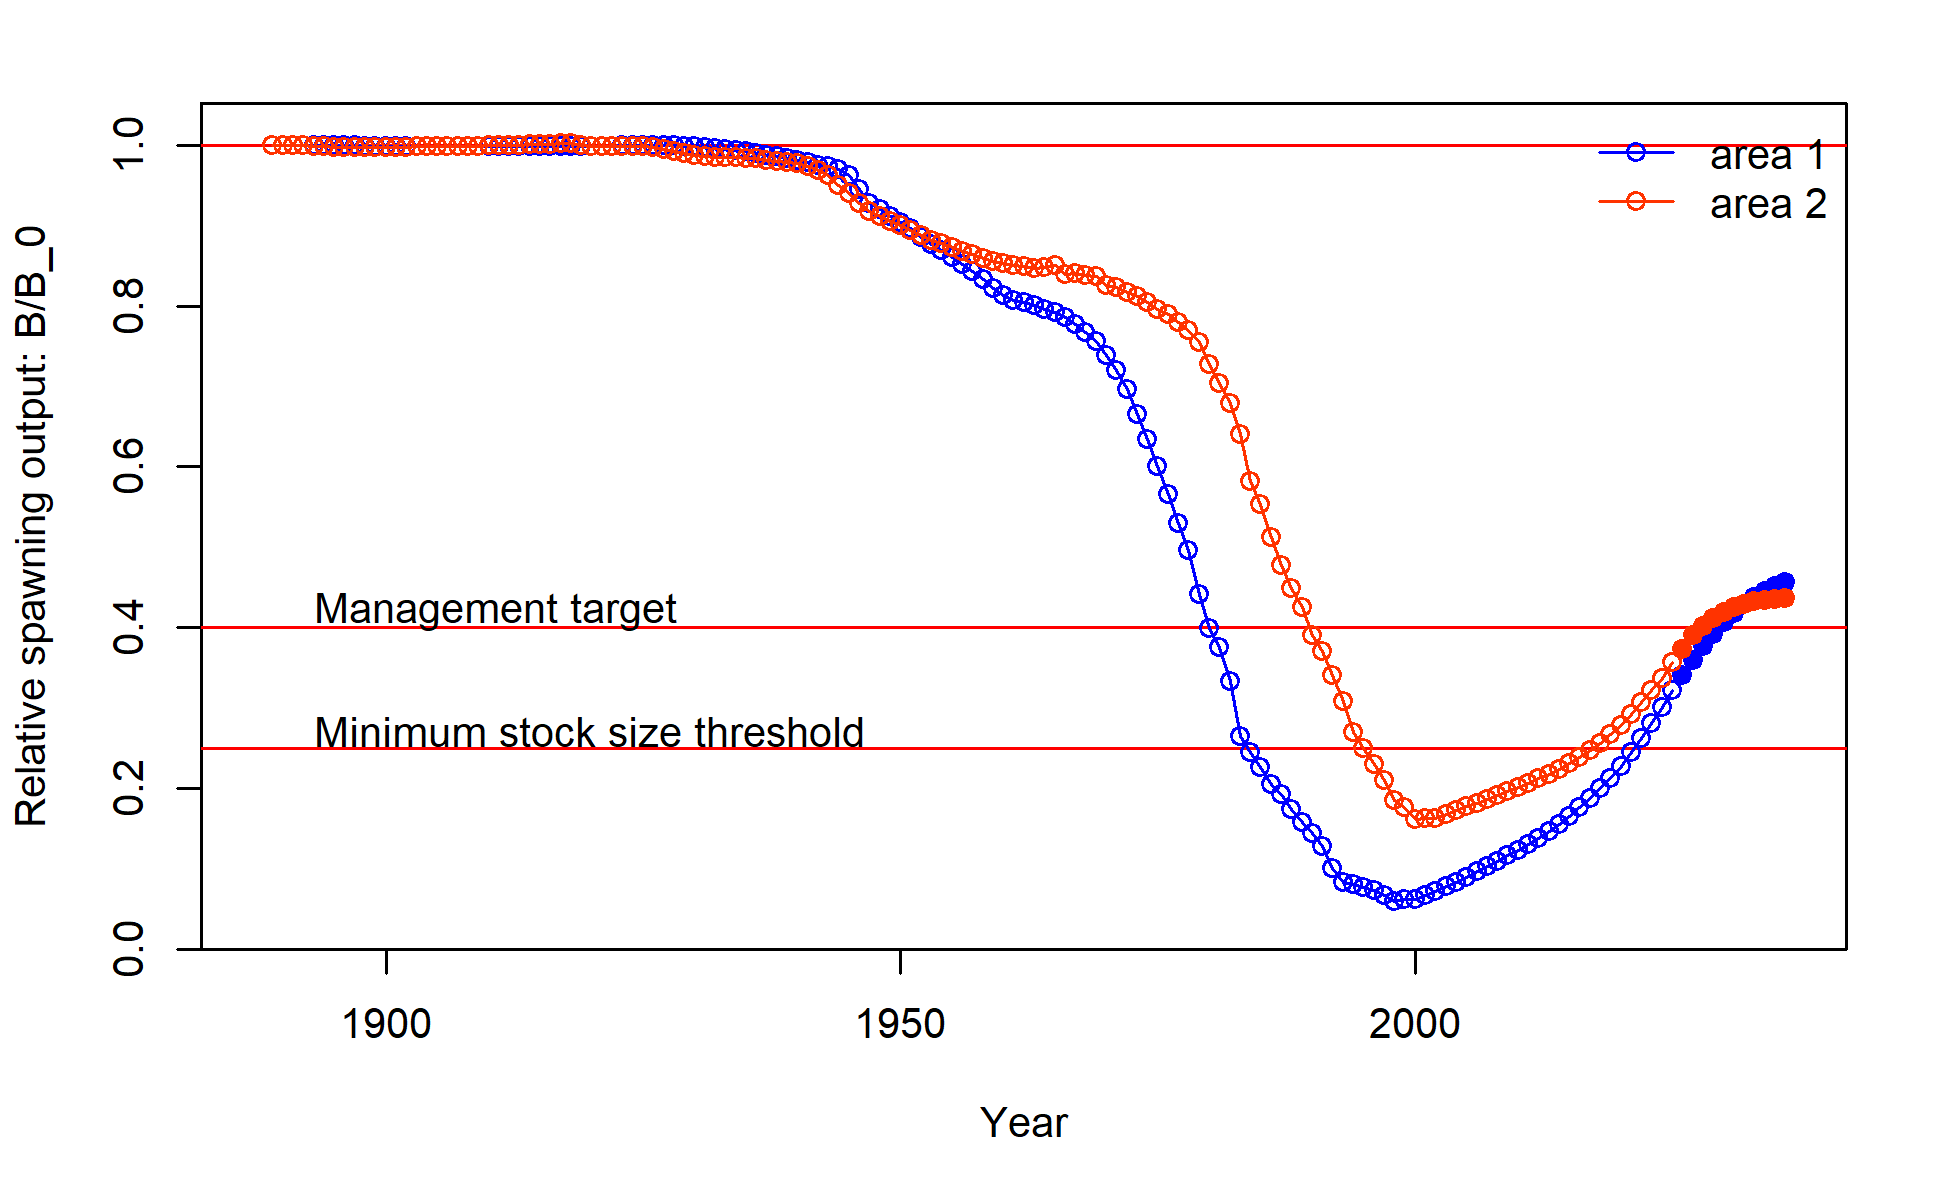 Relative spawning output: B/B_0
1.0
0.8
0.6
0.4
0.2
0.0
area 1
area 2
Management target
Minimum stock size threshold
1900
1950
2000
Year